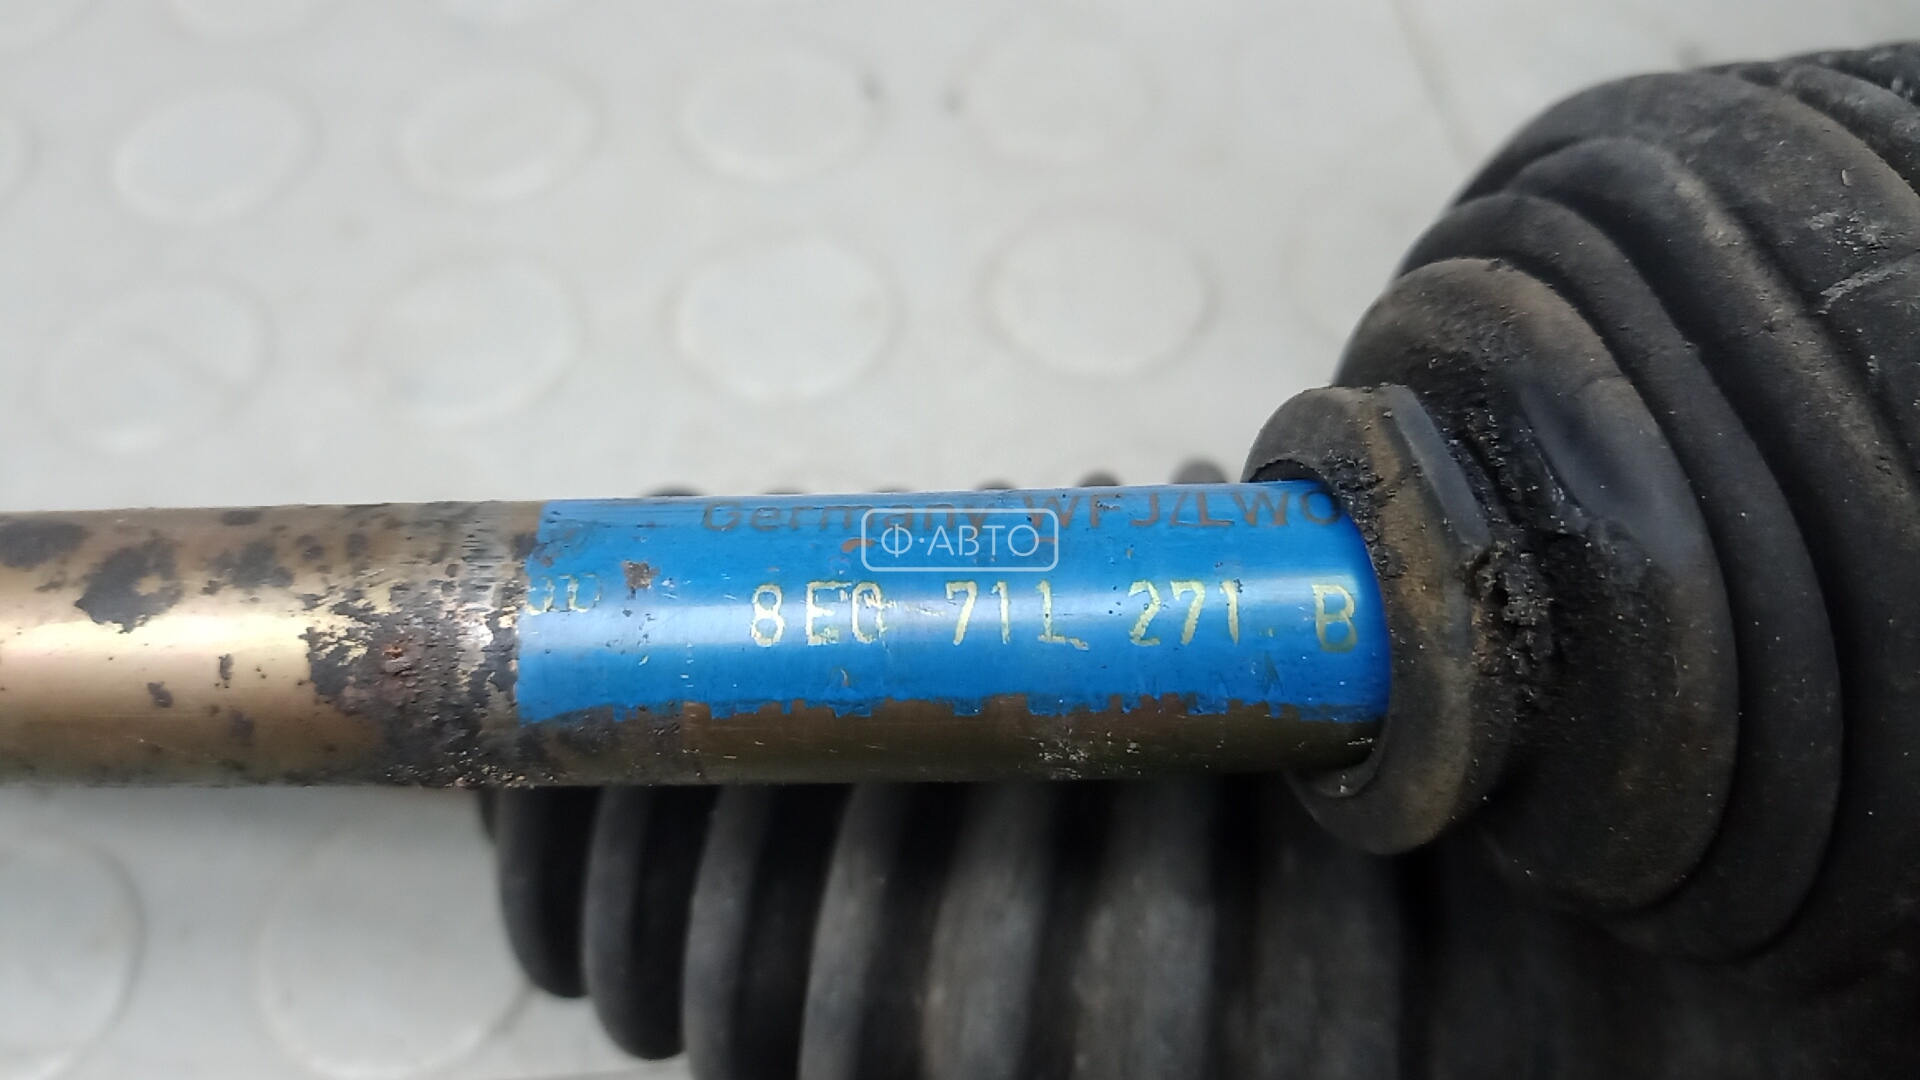 Germany WFJ/LWO
Ф·АВТО
8E0 711 271 B